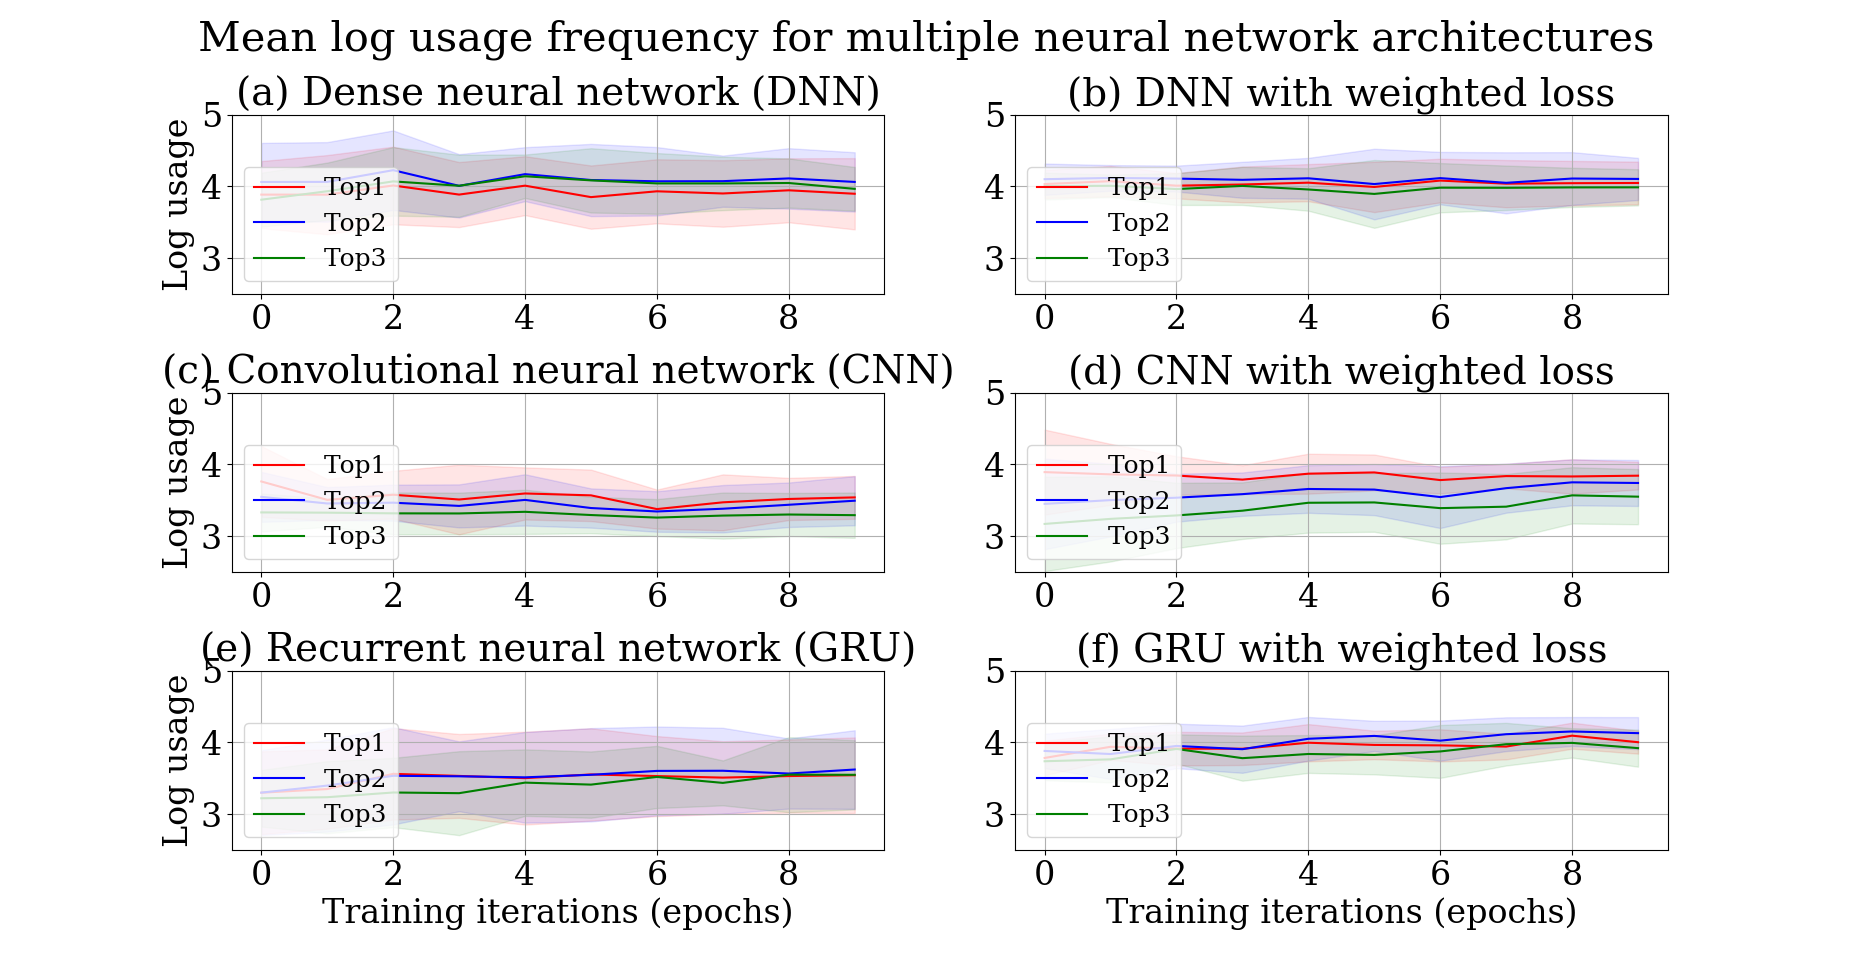 Mean log usage frequency for multiple neural network architectures
(a) Dense neural network (DNN)
5
4
3
Log usage
Top1
Top2
Top3
0 2 4 6 8
(b) DNN with weighted loss
5
4
3
Top1
Top2
Top3
0 2 4 6 8
(c) Convolutional neural network (CNN)
5
4
3
Log usage
Top1
Top2
Top3
0 2 4 6 8
(d) CNN with weighted loss
5
4
3
Top1
Top2
Top3
0 2 4 6 8
(e) Recurrent neural network (GRU)
5
4
3
Log usage
Top1
Top2
Top3
0 2 4 6 8
Training iterations (epochs)
(f) GRU with weighted loss
5
4
3
Top1
Top2
Top3
0 2 4 6 8
Training iterations (epochs)